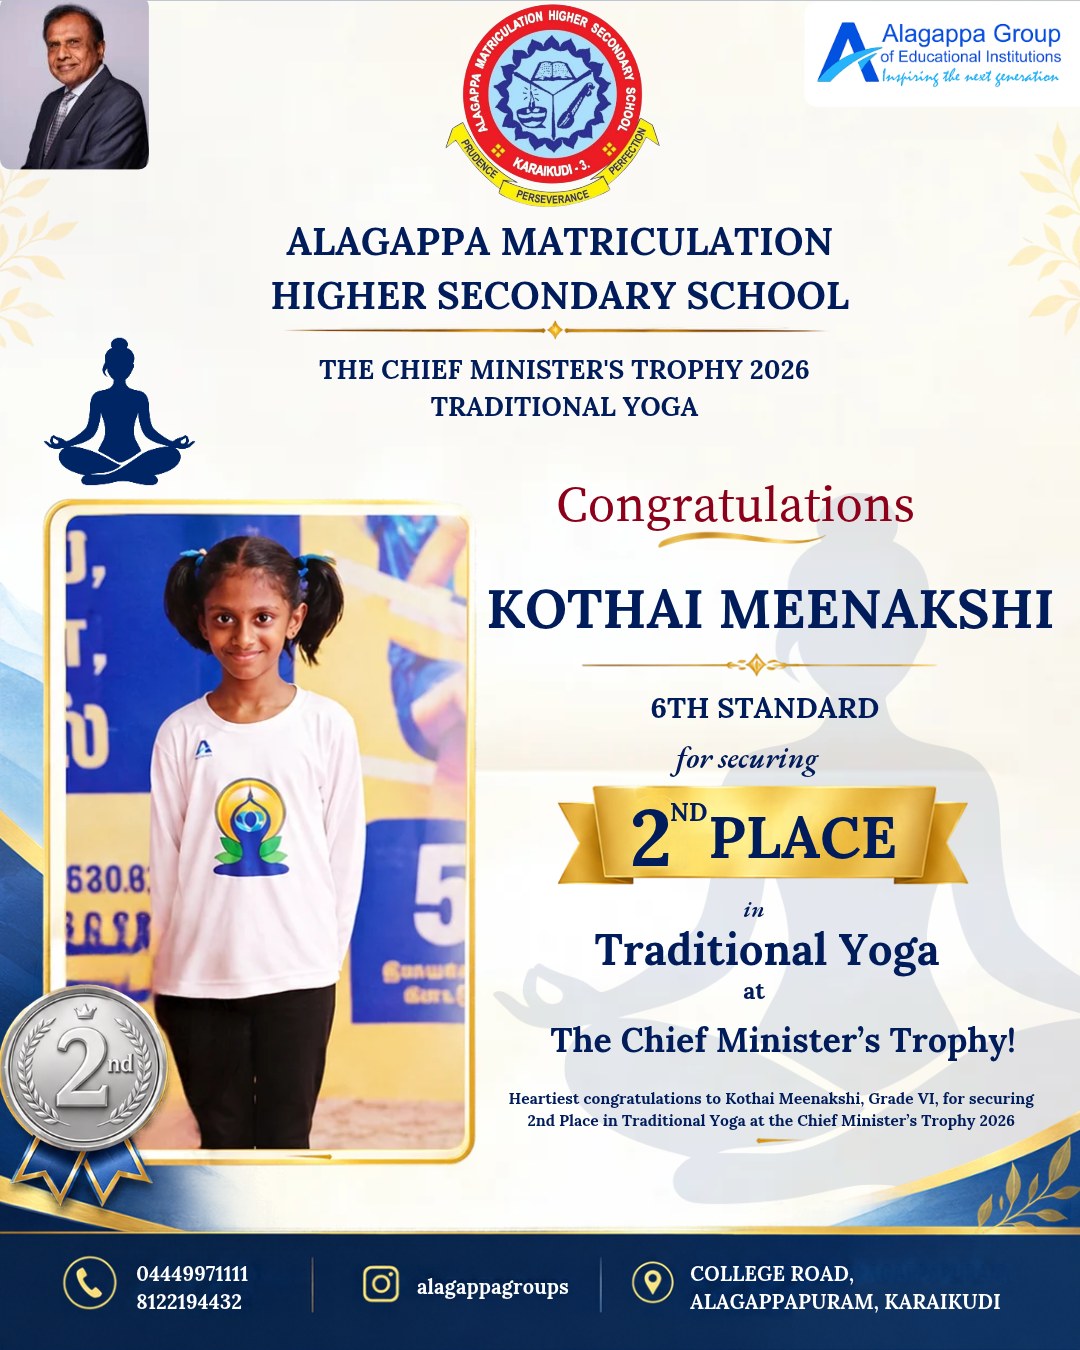 ALAGAPPA MATRICULATION HIGHER SECONDARY SCHOOL
KARAIKUDI - 3.
PRUDENCE
PERSEVERANCE
PERFECTION
Alagappa Group
of Educational Institutions
Inspiring the next generation
ALAGAPPA MATRICULATION
HIGHER SECONDARY SCHOOL
THE CHIEF MINISTER'S TROPHY 2026
TRADITIONAL YOGA
Congratulations
KOTHAI MEENAKSHI
6TH STANDARD
for securing
2ND PLACE
in
Traditional Yoga
at
The Chief Minister’s Trophy!
Heartiest congratulations to Kothai Meenakshi, Grade VI, for securing
2nd Place in Traditional Yoga at the Chief Minister’s Trophy 2026
2nd
04449971111
8122194432
alagappagroups
COLLEGE ROAD,
ALAGAPPAPURAM, KARAIKUDI